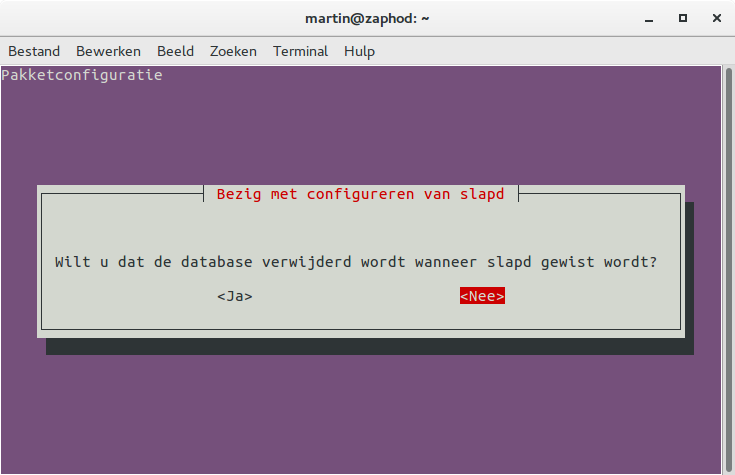 martin@zaphod: ~
Bestand Bewerken Beeld Zoeken Terminal Hulp
Pakketconfiguratie
Bezig met configureren van slapd
Wilt u dat de database verwijderd wordt wanneer slapd gewist wordt?
<Ja> <Nee>